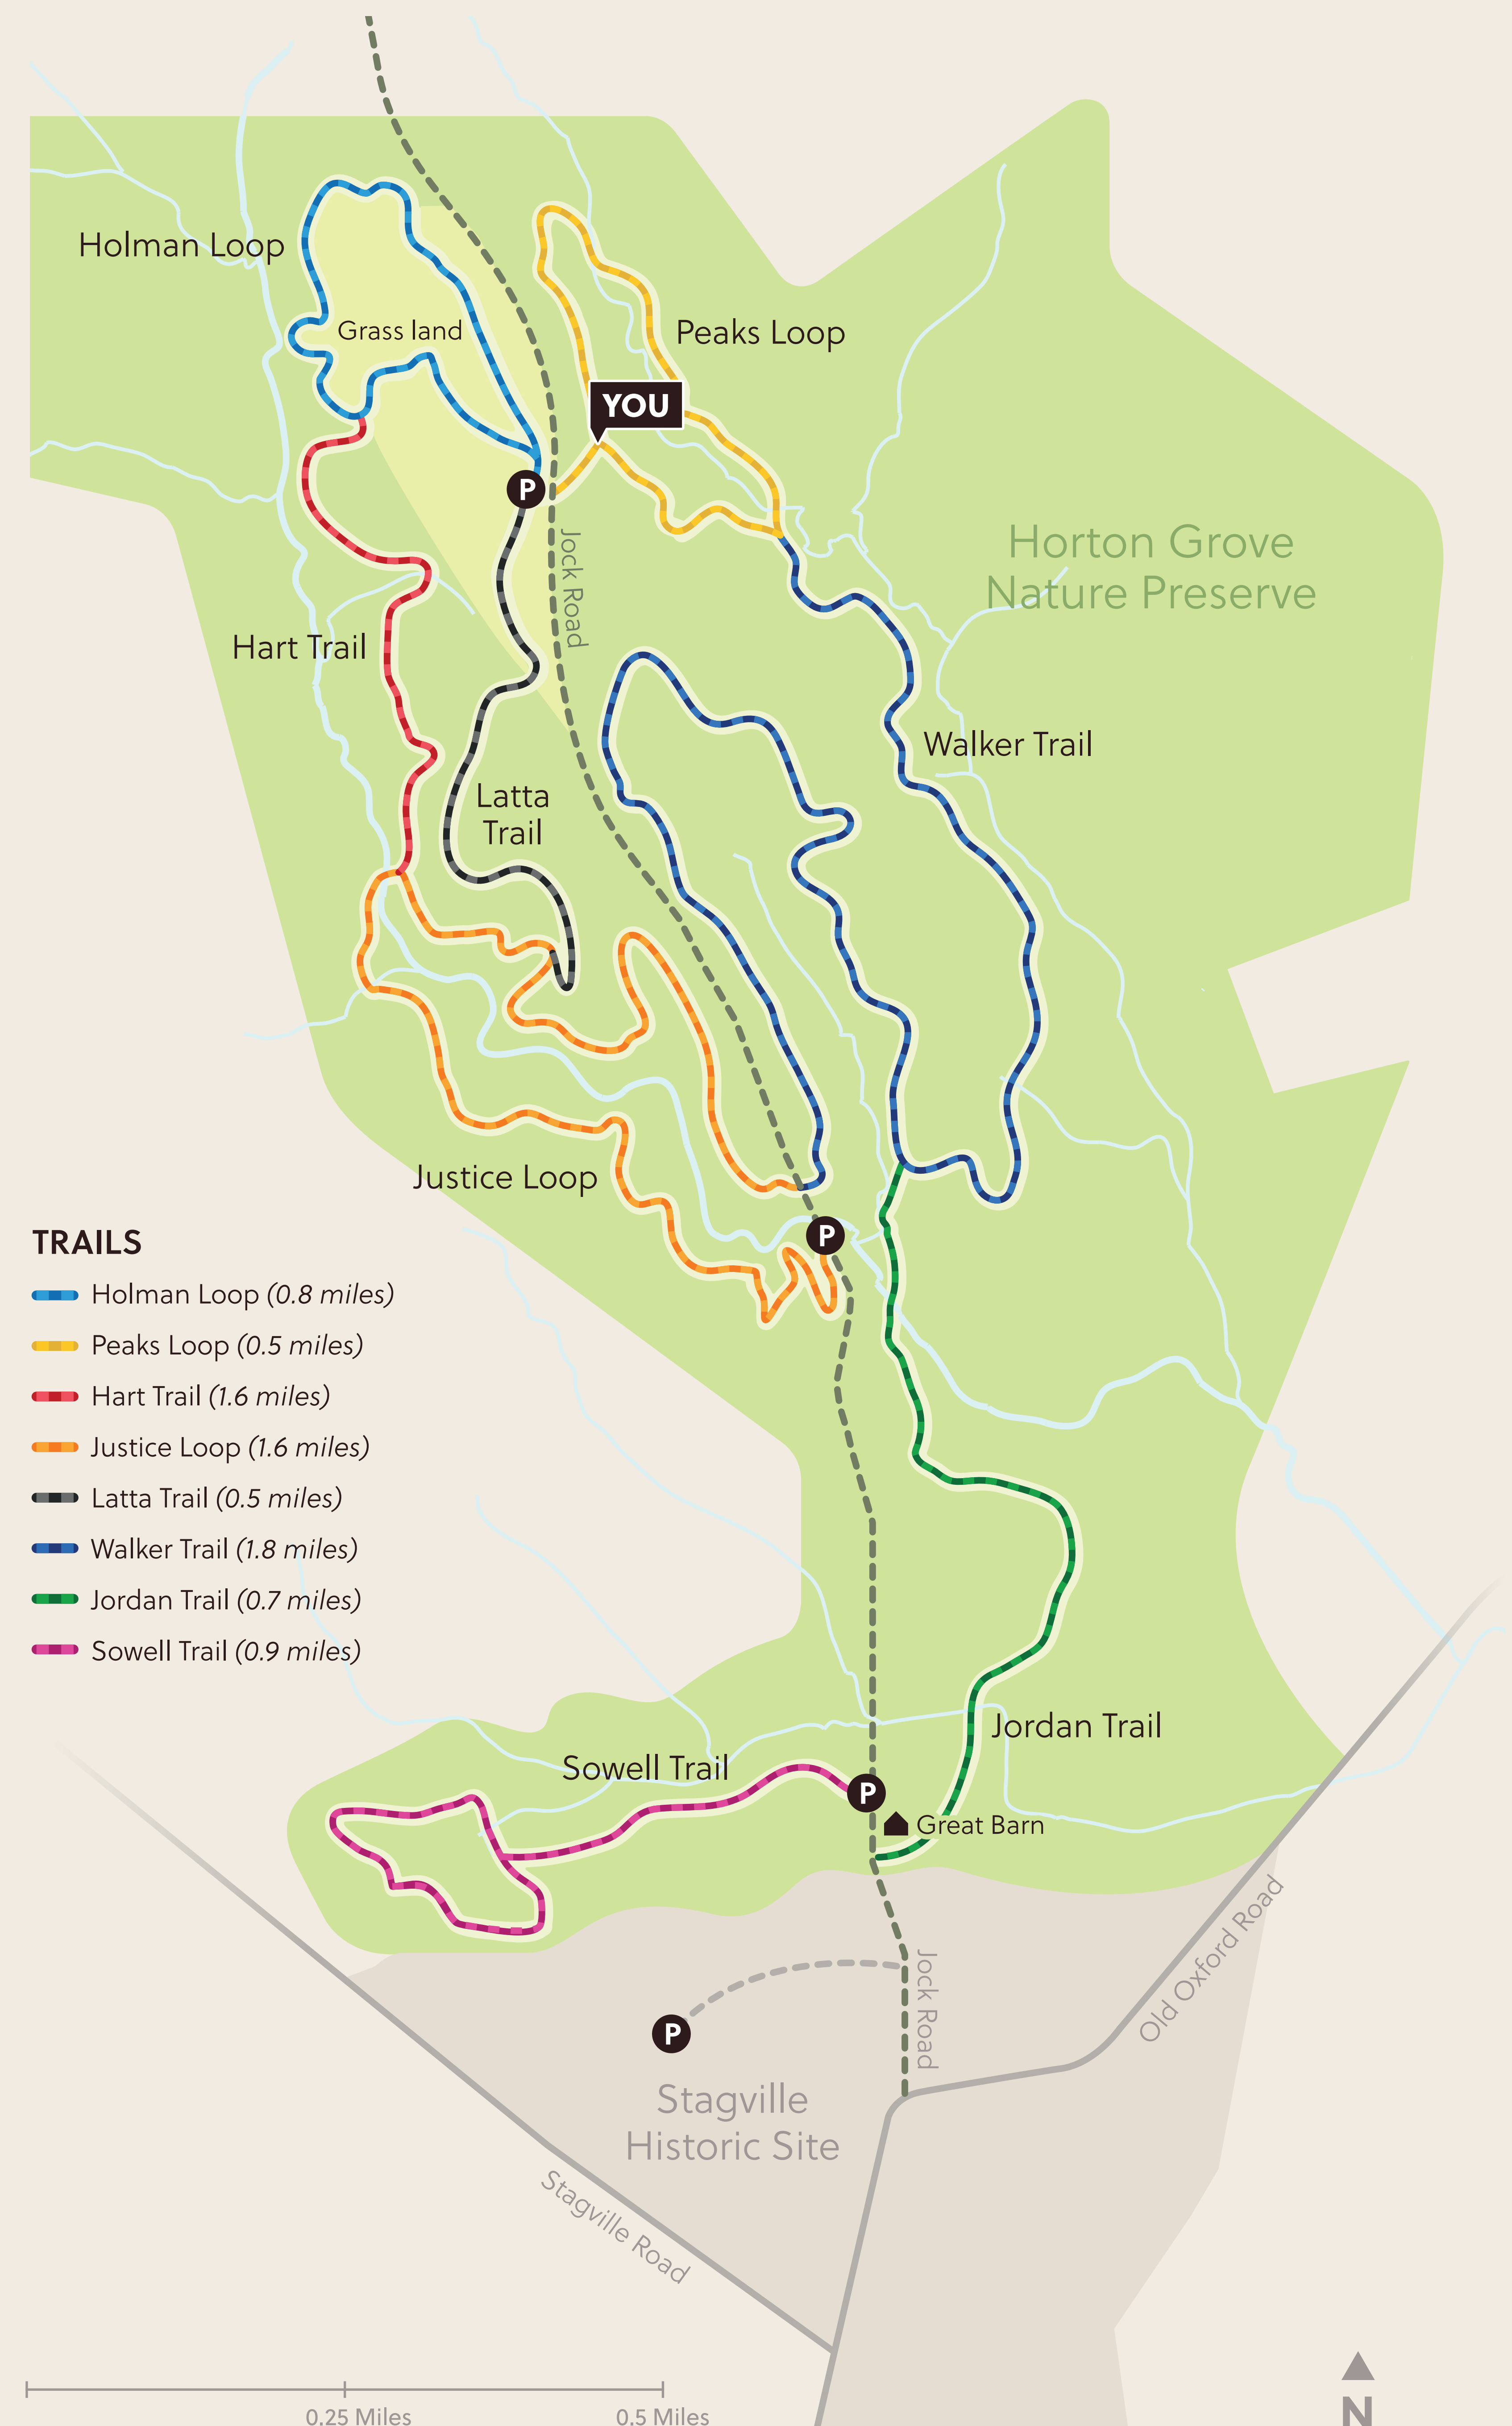 Holman Loop
Grass land
Peaks Loop
YOU
P
Jock Road
Horton Grove
Nature Preserve
Hart Trail
Walker Trail
Latta
Trail
Justice Loop
P
TRAILS
Holman Loop (0.8 miles)
Peaks Loop (0.5 miles)
Hart Trail (1.6 miles)
Justice Loop (1.6 miles)
Latta Trail (0.5 miles)
Walker Trail (1.8 miles)
Jordan Trail (0.7 miles)
Sowell Trail (0.9 miles)
Jordan Trail
Sowell Trail
P
Great Barn
Jock Road
Old Oxford Road
P
Stagville
Historic Site
Stagville Road
0.25 Miles
0.5 Miles
N